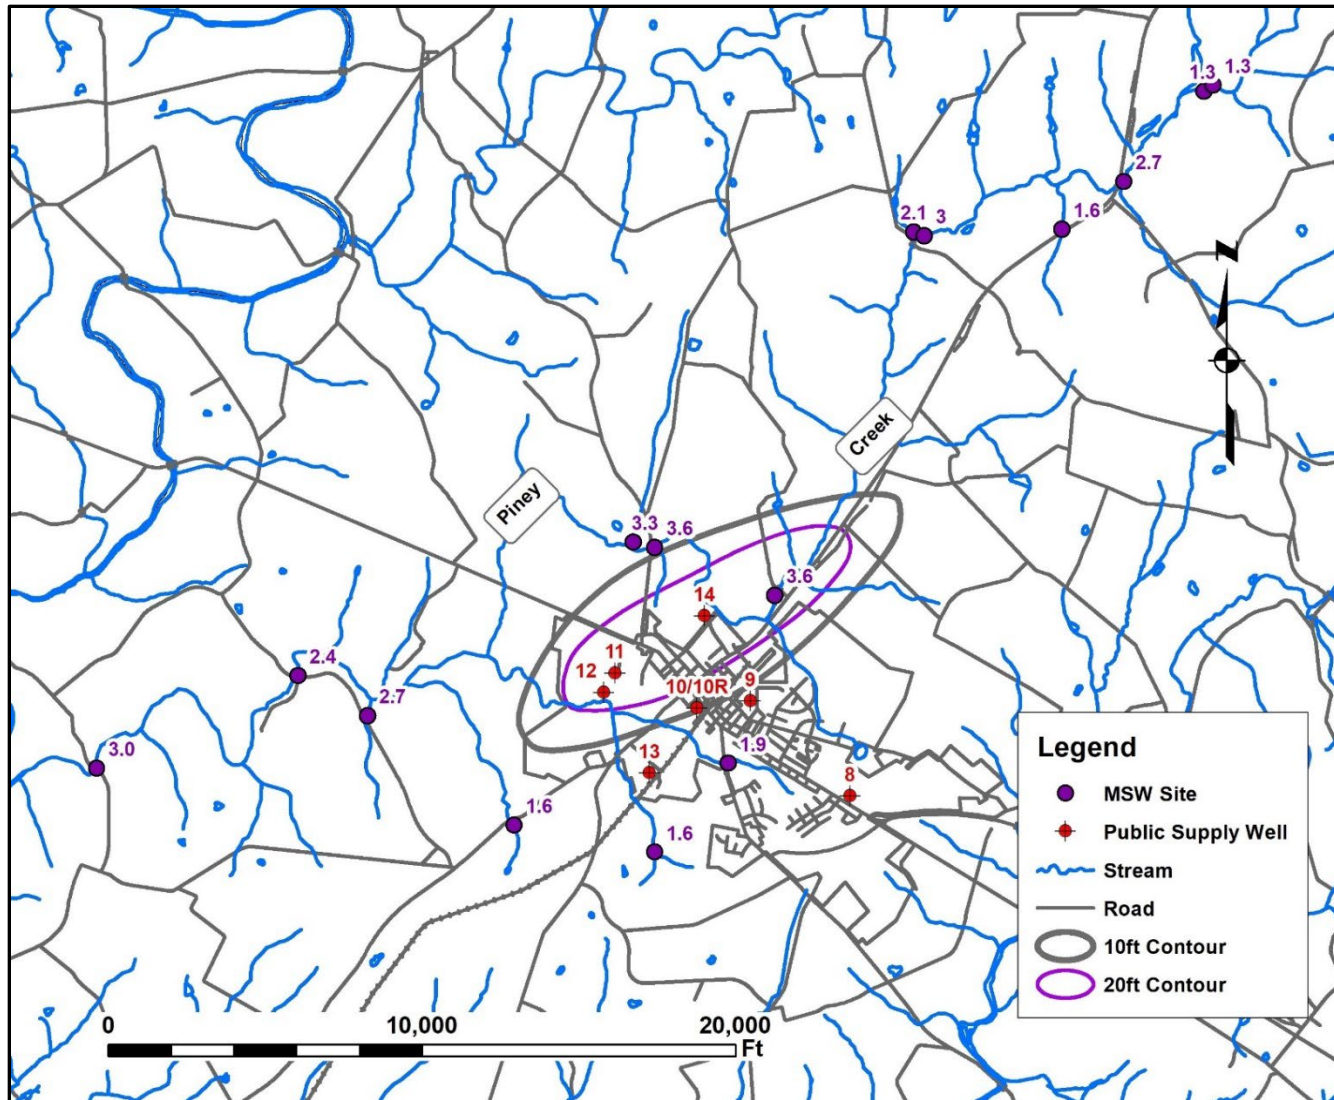 1.3
1.3
2.7
2.1
3
1.6
N
Creek
Piney
3.3
3.6
3.6
14
11
12
2.4
10/10R
9
2.7
1.9
3.0
13
8
1.6
1.6
Legend
MSW Site
Public Supply Well
Stream
Road
10ft Contour
20ft Contour
0
10,000
20,000
Ft